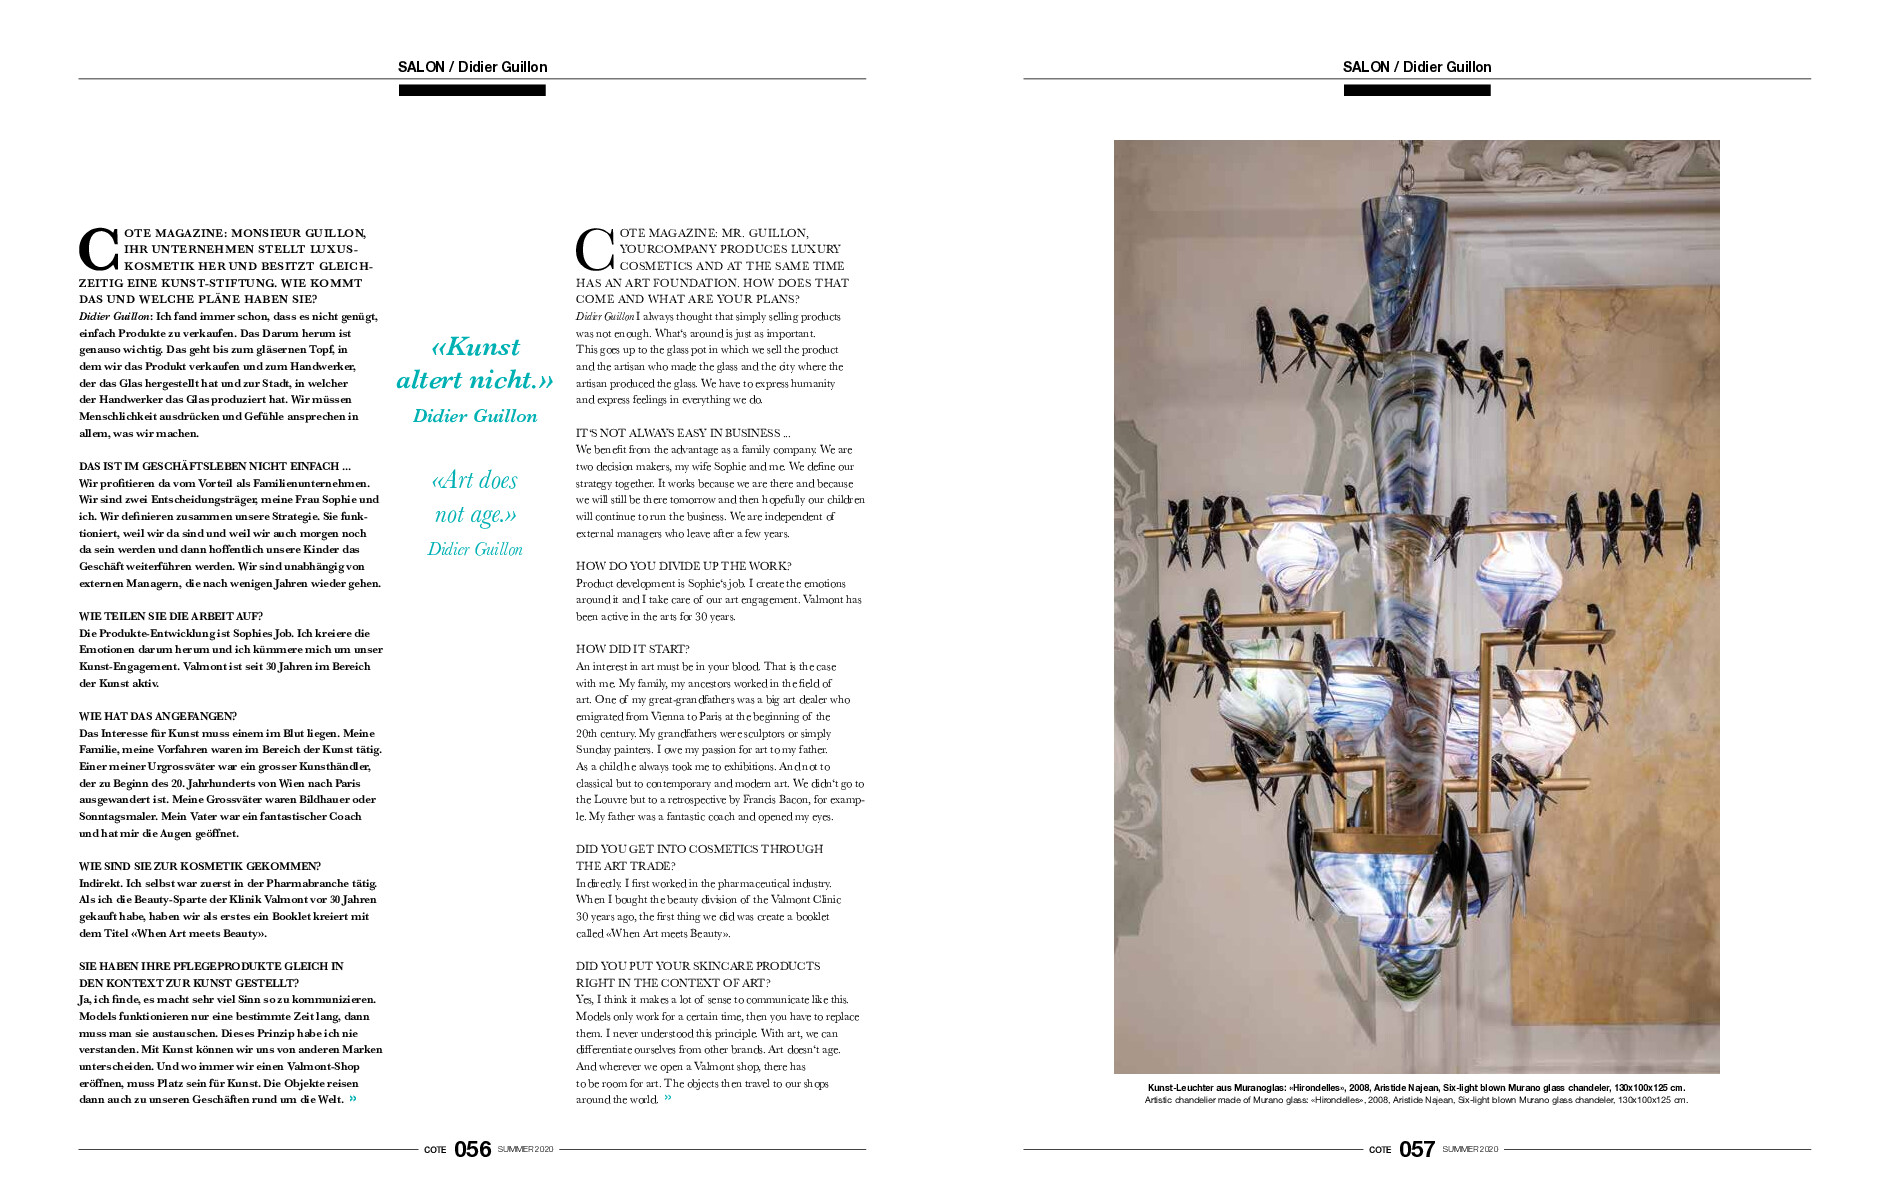 SALON / Didier Guillon
COTE MAGAZINE: MONSIEUR GUILLON,
IHR UNTERNEHMEN STELLT LUXUS-
KOSMETIK HER UND BESITZT GLEICH-
ZEITIG EINE KUNST-STIFTUNG. WIE KOMMT
DAS UND WELCHE PLÄNE HABEN SIE?
Didier Guillon: Ich fand immer schon, dass es nicht genügt,
einfach Produkte zu verkaufen. Das Darum herum ist
genauso wichtig. Das geht bis zum gläsernen Topf, in
dem wir das Produkt verkaufen und zum Handwerker,
der das Glas hergestellt hat und zur Stadt, in welcher
der Handwerker das Glas produziert hat. Wir müssen
Menschlichkeit ausdrücken und Gefühle ansprechen in
allem, was wir machen.
DAS IST IM GESCHÄFTSLEBEN NICHT EINFACH ...
Wir profitieren da vom Vorteil als Familienunternehmen.
Wir sind zwei Entscheidungsträger, meine Frau Sophie und
ich. Wir definieren zusammen unsere Strategie. Sie funk-
tioniert, weil wir da sind und weil wir auch morgen noch
da sein werden und dann hoffentlich unsere Kinder das
Geschäft weiterführen werden. Wir sind unabhängig von
externen Managern, die nach wenigen Jahren wieder gehen.
WIE TEILEN SIE DIE ARBEIT AUF?
Die Produkte-Entwicklung ist Sophies Job. Ich kreiere die
Emotionen darum herum und ich kümmere mich um unser
Kunst-Engagement. Valmont ist seit 30 Jahren im Bereich
der Kunst aktiv.
WIE HAT DAS ANGEFANGEN?
Das Interesse für Kunst muss einem im Blut liegen. Meine
Familie, meine Vorfahren waren im Bereich der Kunst tätig.
Einer meiner Urgrossväter war ein grosser Kunsthändler,
der zu Beginn des 20. Jahrhunderts von Wien nach Paris
ausgewandert ist. Meine Grossväter waren Bildhauer oder
Sonntagsmaler. Mein Vater war ein fantastischer Coach
und hat mir die Augen geöffnet.
WIE SIND SIE ZUR KOSMETIK GEKOMMEN?
Indirekt. Ich selbst war zuerst in der Pharmabranche tätig.
Als ich die Beauty-Sparte der Klinik Valmont vor 30 Jahren
gekauft habe, haben wir als erstes ein Booklet kreiert mit
dem Titel «When Art meets Beauty».
SIE HABEN IHRE PFLEGEPRODUKTE GLEICH IN
DEN KONTEXT ZUR KUNST GESTELLT?
Ja, ich finde, es macht sehr viel Sinn so zu kommunizieren.
Models funktionieren nur eine bestimmte Zeit lang, dann
muss man sie austauschen. Dieses Prinzip habe ich nie
verstanden. Mit Kunst können wir uns von anderen Marken
unterscheiden. Und wo immer wir einen Valmont-Shop
eröffnen, muss Platz sein für Kunst. Die Objekte reisen
dann auch zu unseren Geschäften rund um die Welt. »
«Kunst
altert nicht.»
Didier Guillon
«Art does
not age.»
Didier Guillon
COTE MAGAZINE: MR. GUILLON,
YOURCOMPANY PRODUCES LUXURY
COSMETICS AND AT THE SAME TIME
HAS AN ART FOUNDATION. HOW DOES THAT
COME AND WHAT ARE YOUR PLANS?
Didier Guillon I always thought that simply selling products
was not enough. What's around is just as important.
This goes up to the glass pot in which we sell the product
and the artisan who made the glass and the city where the
artisan produced the glass. We have to express humanity
and express feelings in everything we do.
IT'S NOT ALWAYS EASY IN BUSINESS ...
We benefit from the advantage as a family company. We are
two decision makers, my wife Sophie and me. We define our
strategy together. It works because we are there and because
we will still be there tomorrow and then hopefully our children
will continue to run the business. We are independent of
external managers who leave after a few years.
HOW DO YOU DIVIDE UP THE WORK?
Product development is Sophie's job. I create the emotions
around it and I take care of our art engagement. Valmont has
been active in the arts for 30 years.
HOW DID IT START?
An interest in art must be in your blood. That is the case
with me. My family, my ancestors worked in the field of
art. One of my great-grandfathers was a big art dealer who
emigrated from Vienna to Paris at the beginning of the
20th century. My grandfathers were sculptors or simply
Sunday painters. I owe my passion for art to my father.
As a child he always took me to exhibitions. And not to
classical but to contemporary and modern art. We didn't go to
the Louvre but to a retrospective by Francis Bacon, for examp-
le. My father was a fantastic coach and opened my eyes.
DID YOU GET INTO COSMETICS THROUGH
THE ART TRADE?
Indirectly. I first worked in the pharmaceutical industry.
When I bought the beauty division of the Valmont Clinic
30 years ago, the first thing we did was create a booklet
called «When Art meets Beauty».
DID YOU PUT YOUR SKINCARE PRODUCTS
RIGHT IN THE CONTEXT OF ART?
Yes, I think it makes a lot of sense to communicate like this.
Models only work for a certain time, then you have to replace
them. I never understood this principle. With art, we can
differentiate ourselves from other brands. Art doesn't age.
And wherever we open a Valmont shop, there has
to be room for art. The objects then travel to our shops
around the world. »
COTE 056 SUMMER 2020
SALON / Didier Guillon
Kunst-Leuchter aus Muranoglas: «Hirondelles», 2008, Aristide Najean, Six-light blown Murano glass chandeler, 130x100x125 cm.
Artistic chandelier made of Murano glass: «Hirondelles», 2008, Aristide Najean, Six-light blown Murano glass chandeler, 130x100x125 cm.
COTE 057 SUMMER 2020